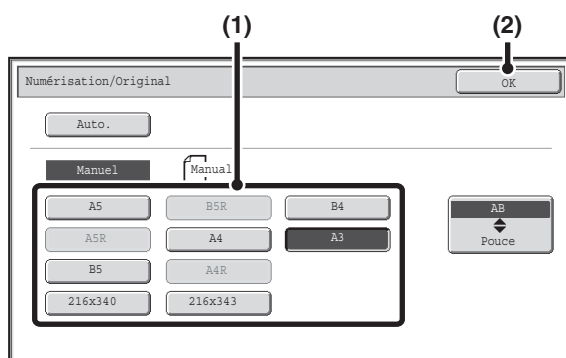 (1) (2)
Numérisation/Original OK
Auto.
Manuel Manual
A5 B5R B4 AB
A5R A4 A3 Pouce
B5 A4R
216x340 216x343